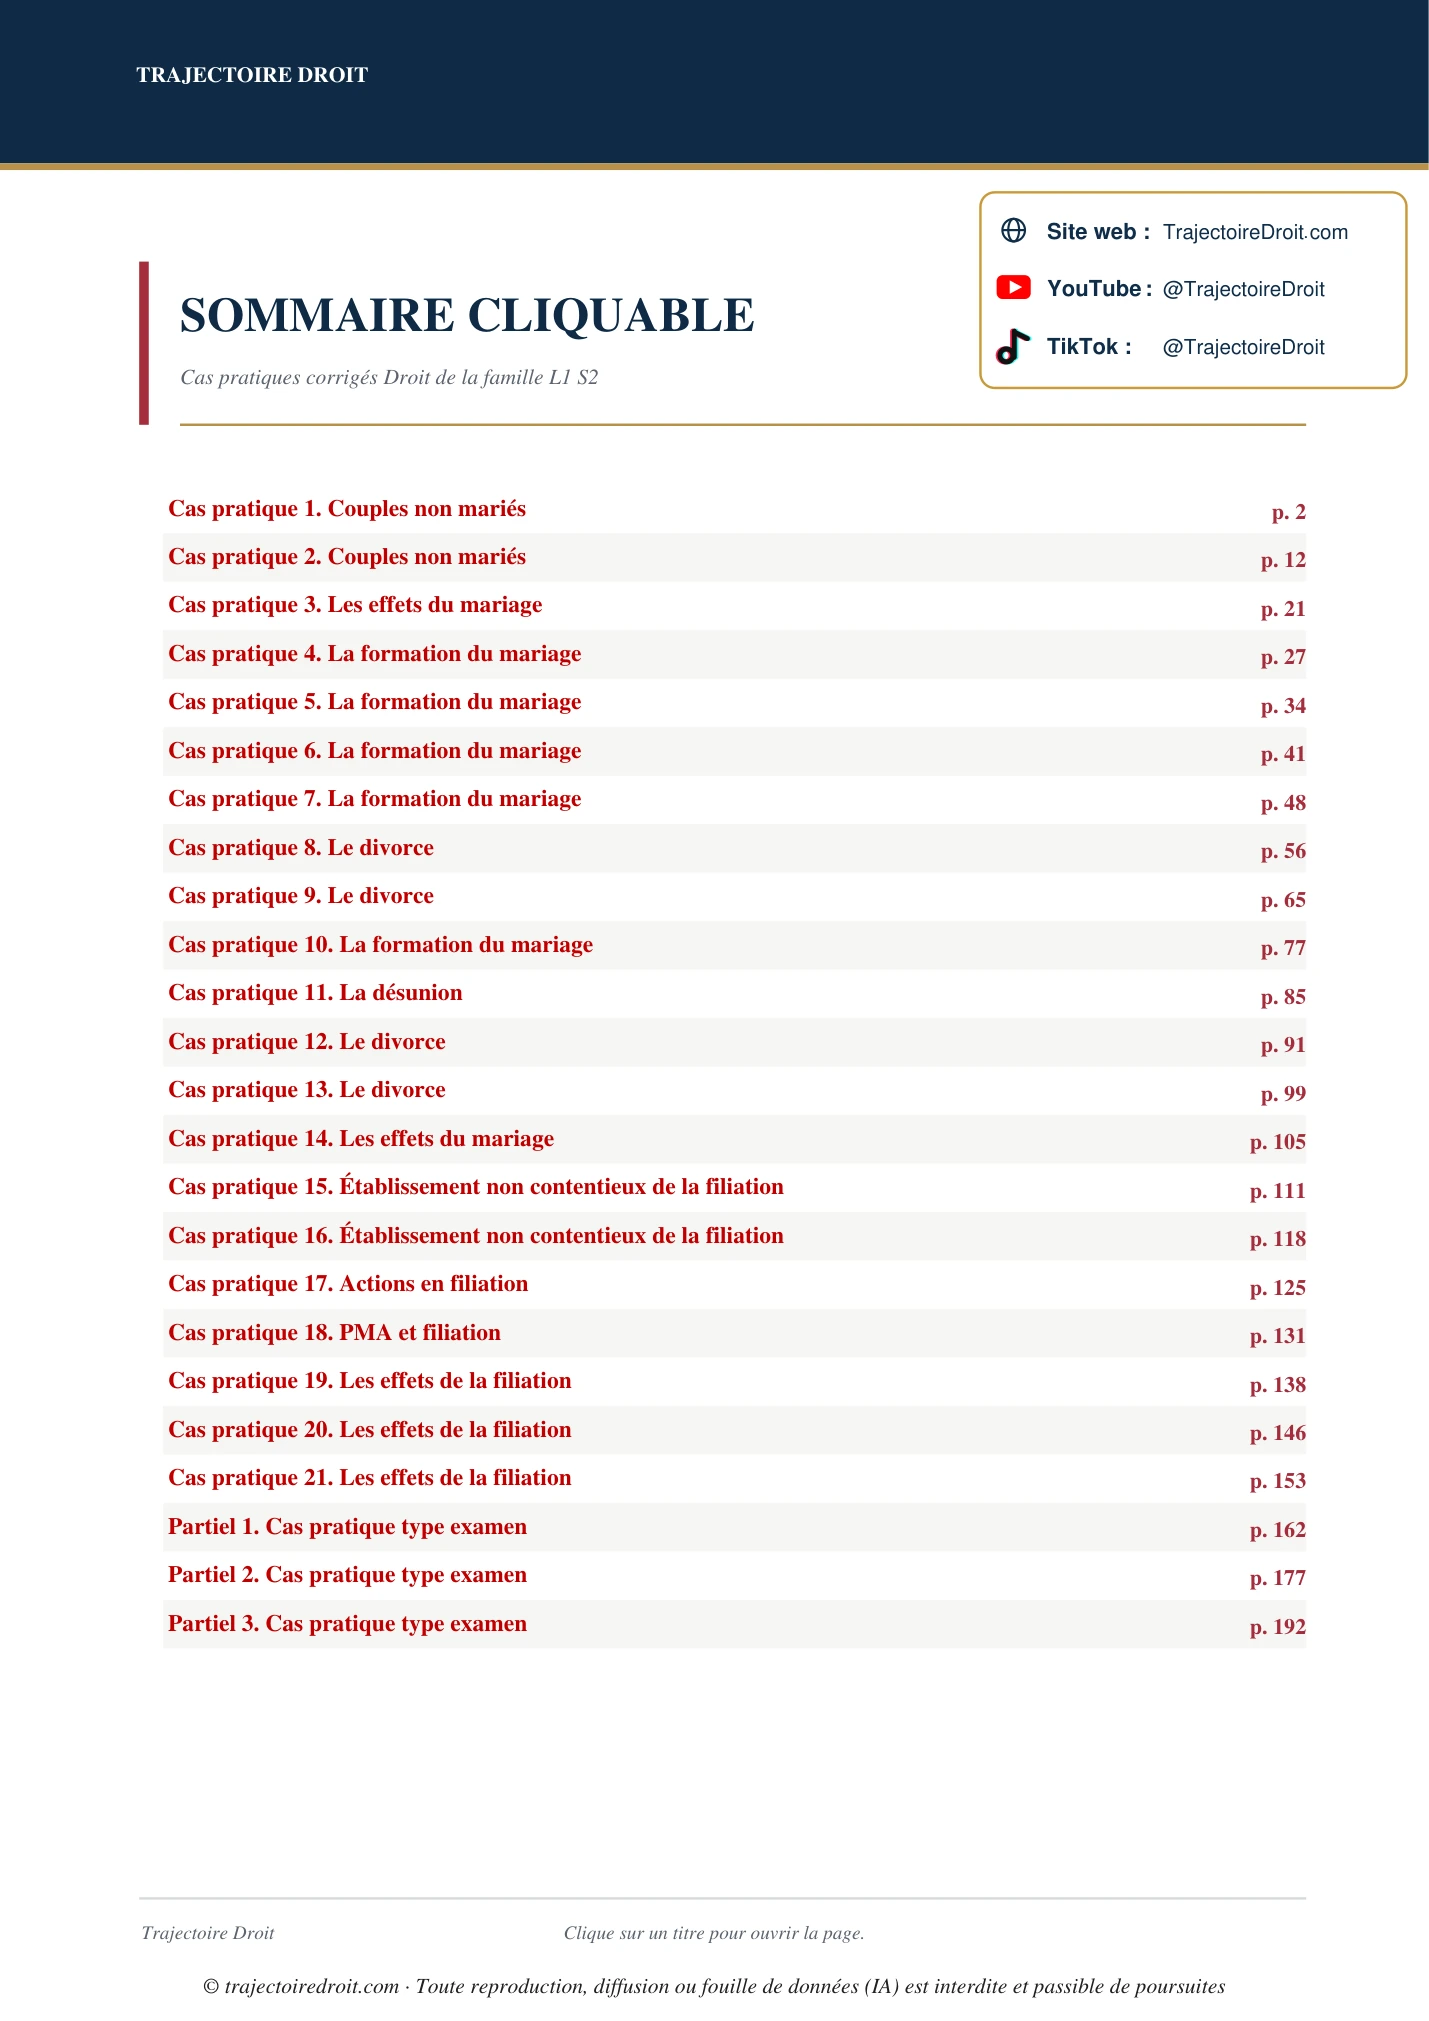 TRAJECTOIRE DROIT
Site web : TrajectoireDroit.com
YouTube : @TrajectoireDroit
TikTok : @TrajectoireDroit
SOMMAIRE CLIQUABLE
Cas pratiques corrigés Droit de la famille L1 S2
Cas pratique 1. Couples non mariés p. 2
Cas pratique 2. Couples non mariés p. 12
Cas pratique 3. Les effets du mariage p. 21
Cas pratique 4. La formation du mariage p. 27
Cas pratique 5. La formation du mariage p. 34
Cas pratique 6. La formation du mariage p. 41
Cas pratique 7. La formation du mariage p. 48
Cas pratique 8. Le divorce p. 56
Cas pratique 9. Le divorce p. 65
Cas pratique 10. La formation du mariage p. 77
Cas pratique 11. La désunion p. 85
Cas pratique 12. Le divorce p. 91
Cas pratique 13. Le divorce p. 99
Cas pratique 14. Les effets du mariage p. 105
Cas pratique 15. Établissement non contentieux de la filiation p. 111
Cas pratique 16. Établissement non contentieux de la filiation p. 118
Cas pratique 17. Actions en filiation p. 125
Cas pratique 18. PMA et filiation p. 131
Cas pratique 19. Les effets de la filiation p. 138
Cas pratique 20. Les effets de la filiation p. 146
Cas pratique 21. Les effets de la filiation p. 153
Partiel 1. Cas pratique type examen p. 162
Partiel 2. Cas pratique type examen p. 177
Partiel 3. Cas pratique type examen p. 192
Trajectoire Droit Clique sur un titre pour ouvrir la page.
© trajectoiredroit.com · Toute reproduction, diffusion ou fouille de données (IA) est interdite et passible de poursuites